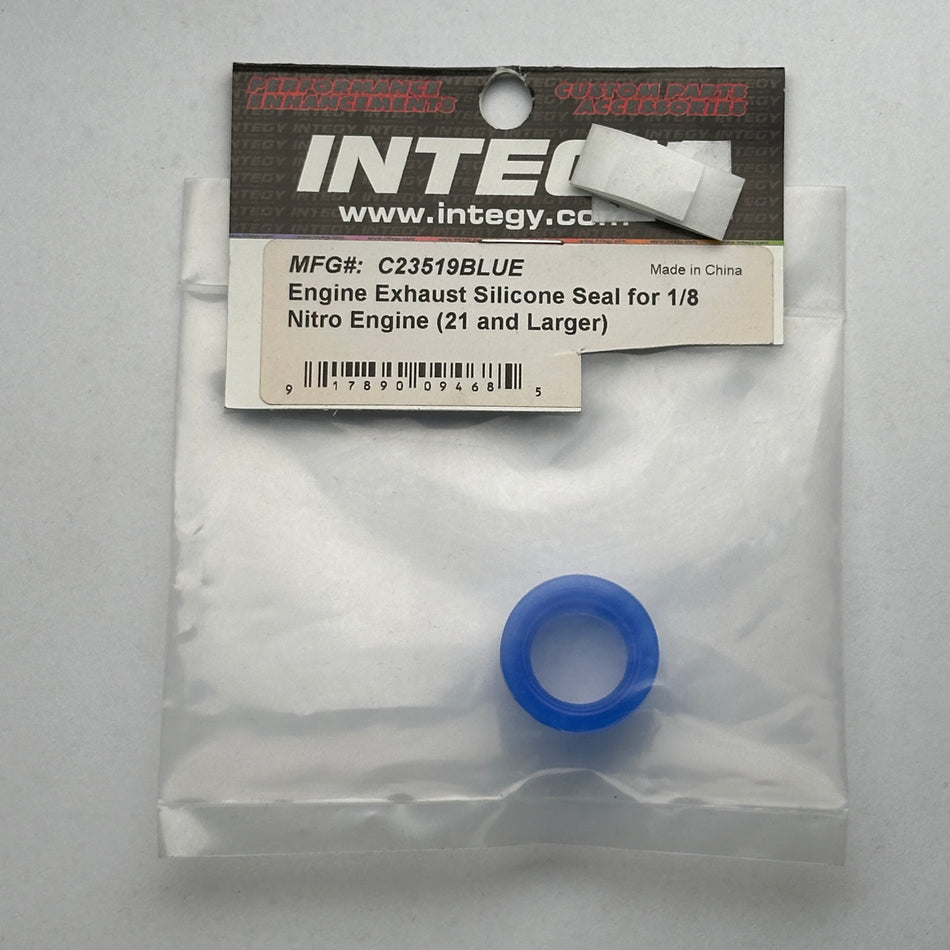 PERFORMANCE
ENHANCEMENTS
CUSTOM PARTS
ACCESSORIES
INTEG
www.integy.com
MFG#: C23519BLUE
Made in China
Engine Exhaust Silicone Seal for 1/8
Nitro Engine (21 and Larger)
9 17890 09468 5